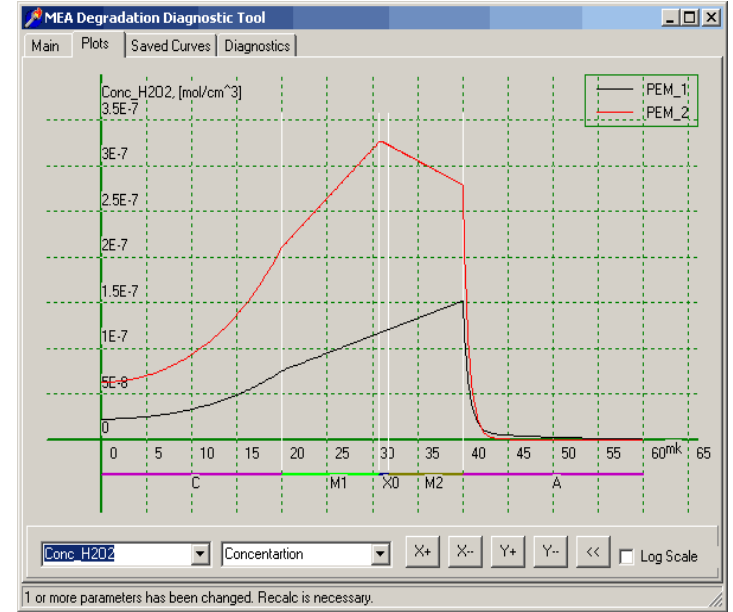 MEA Degradation Diagnostic Tool
Main Plots Saved Curves Diagnostics
Conc_H2O2, [mol/cm^3]
PEM_1
PEM_2
3.5E-7
3E-7
2.5E-7
2E-7
1.5E-7
1E-7
5E-8
0
0 5 10 15 20 25 30 35 40 45 50 55 60 mk 65
C M1 X0 M2 A
Conc_H2O2 Concentartion X+ X-- Y+ Y-- << Log Scale
1 or more parameters has been changed. Recalc is necessary.